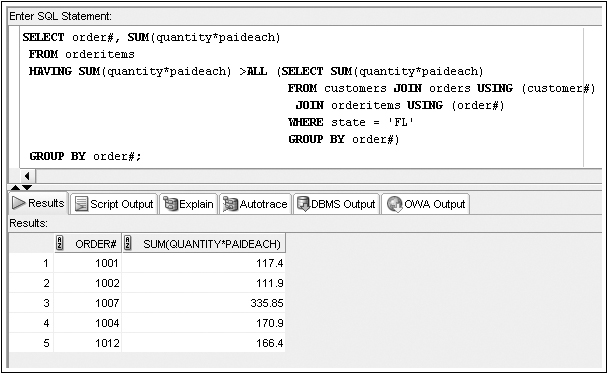 Enter SQL Statement:
SELECT order#, SUM(quantity*paideach)
FROM orderitems
HAVING SUM(quantity*paideach) >ALL (SELECT SUM(quantity*paideach)
FROM customers JOIN orders USING (customer#)
JOIN orderitems USING (order#)
WHERE state = 'FL'
GROUP BY order#)
GROUP BY order#;
Results Script Output Explain Autotrace DBMS Output OWA Output
Results:
ORDER# SUM(QUANTITY*PAIDEACH)
1 1001 117.4
2 1002 111.9
3 1007 335.85
4 1004 170.9
5 1012 166.4